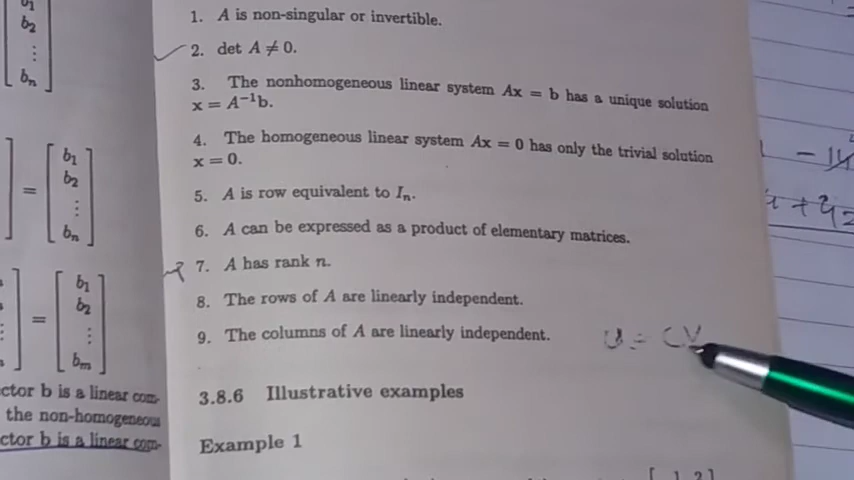 b1
b2
⋮
bn
= [b1
b2
⋮
bn]
= [b1
b2
⋮
bm]
ctor b is a linear com-
the non-homogeneous
ctor b is a linear com-
1. A is non-singular or invertible.
2. det A ≠ 0.
3. The nonhomogeneous linear system Ax = b has a unique solution
x = A⁻¹b.
4. The homogeneous linear system Ax = 0 has only the trivial solution
x = 0.
5. A is row equivalent to Iₙ.
6. A can be expressed as a product of elementary matrices.
7. A has rank n.
8. The rows of A are linearly independent.
9. The columns of A are linearly independent.
3.8.6 Illustrative examples
Example 1
1 2